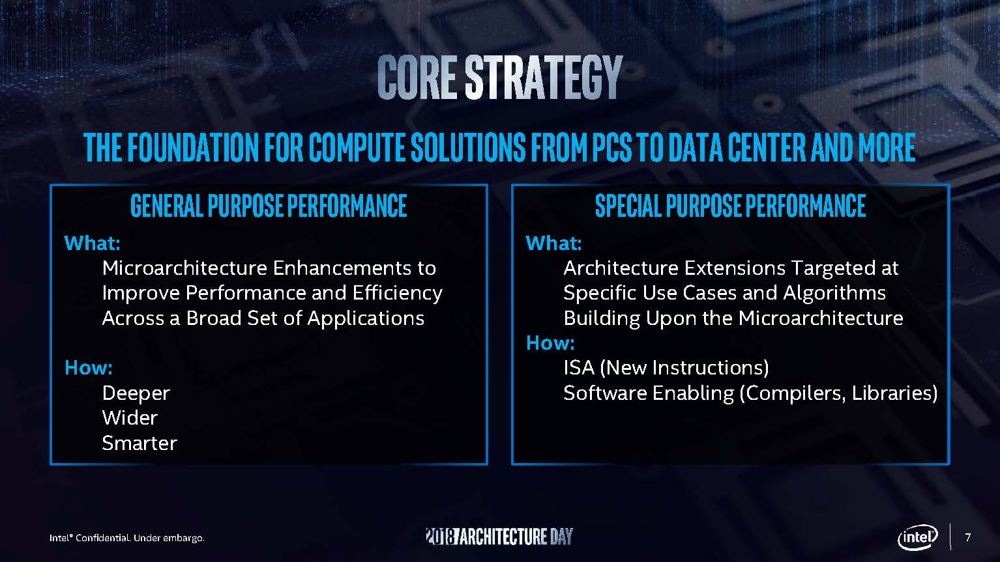 CORE STRATEGY
THE FOUNDATION FOR COMPUTE SOLUTIONS FROM PCS TO DATA CENTER AND MORE
GENERAL PURPOSE PERFORMANCE
What:
Microarchitecture Enhancements to
Improve Performance and Efficiency
Across a Broad Set of Applications
How:
Deeper
Wider
Smarter
SPECIAL PURPOSE PERFORMANCE
What:
Architecture Extensions Targeted at
Specific Use Cases and Algorithms
Building Upon the Microarchitecture
How:
ISA (New Instructions)
Software Enabling (Compilers, Libraries)
Intel® Confidential. Under embargo.
2018 ARCHITECTURE DAY
intel
7